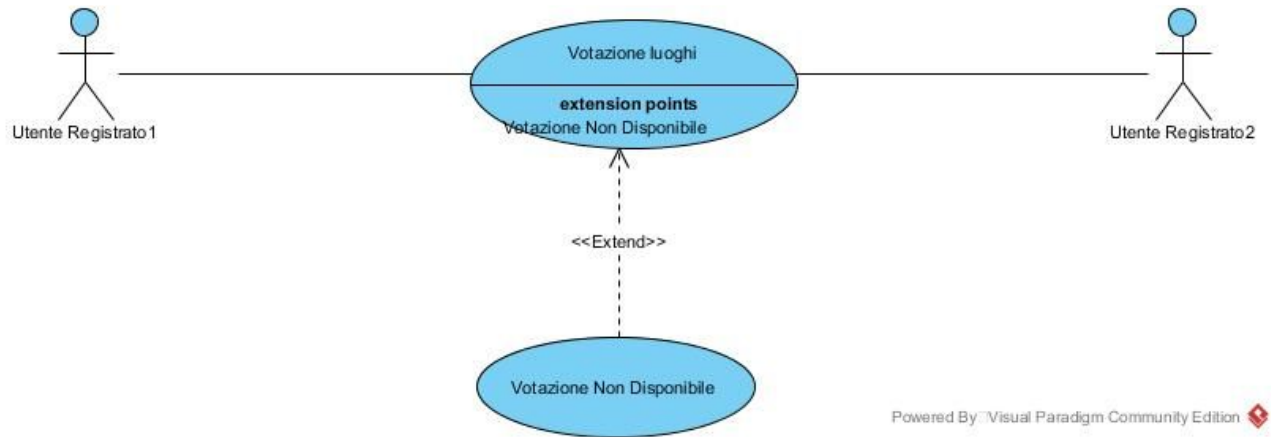 Votazione luoghi
extension points
Votazione Non Disponibile
Utente Registrato1
Utente Registrato2
<<Extend>>
Votazione Non Disponibile
Powered By Visual Paradigm Community Edition